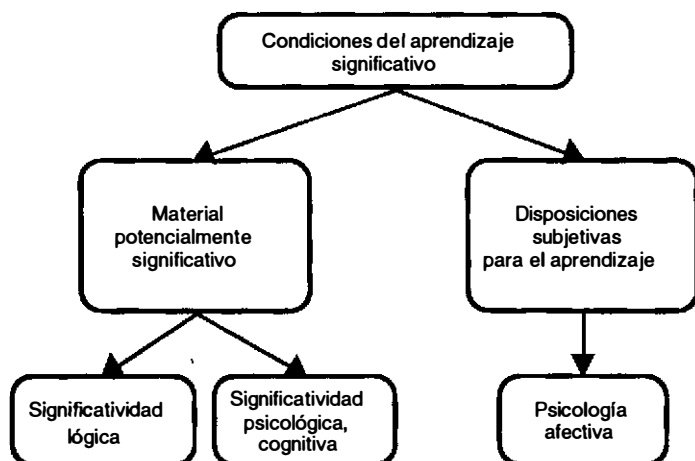 Condiciones del aprendizaje
significativo
Material
potencialmente
significativo
Disposiciones
subjetivas
para el aprendizaje
Significatividad
lógica
Significatividad
psicológica,
cognitiva
Psicología
afectiva